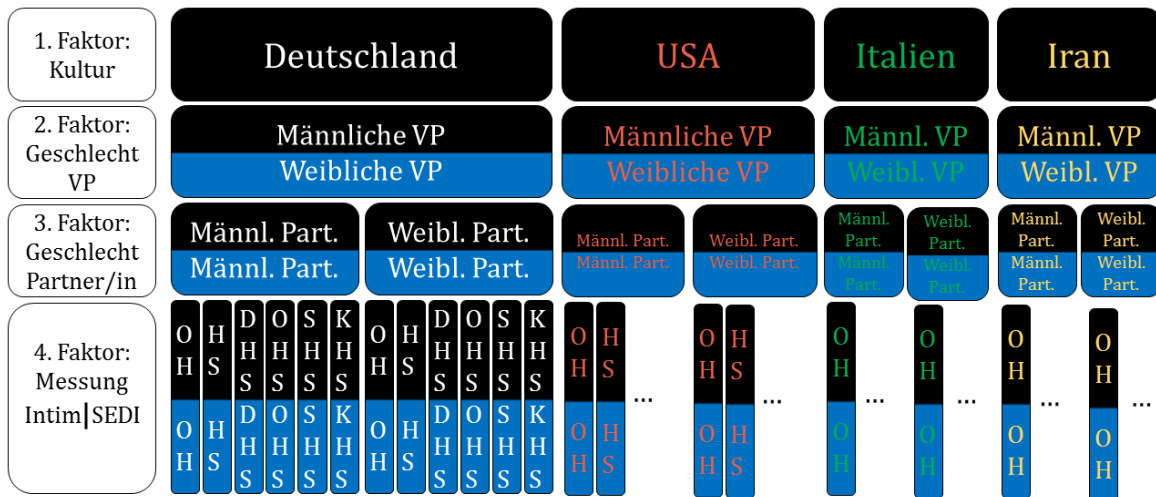 1. Faktor:
Kultur
Deutschland
USA
Italien
Iran
2. Faktor:
Geschlecht
VP
Männliche VP
Weibliche VP
Männliche VP
Weibliche VP
Männl. VP
Weibl. VP
Männl. VP
Weibl. VP
3. Faktor:
Geschlecht
Partner/in
Männl. Part.
Männl. Part.
Weibl. Part.
Weibl. Part.
Männl. Part.
Männl. Part.
Weibl. Part.
Weibl. Part.
Männl.
Part.
Männl.
Part.
Weibl.
Part.
Weibl.
Part.
Männl.
Part.
Männl.
Part.
Weibl.
Part.
Weibl.
Part.
4. Faktor:
Messung
Intim|SEDI
OH
HS
DHS
OHS
SHS
KHS
OH
HS
DHS
OHS
SHS
KHS
OH
HS
DHS
OHS
SHS
KHS
OH
HS
DHS
OHS
SHS
KHS
OH
HS
...
OH
HS
...
OH
HS
OH
HS
OH
...
OH
...
OH
OH
OH
...
OH
...
OH
OH